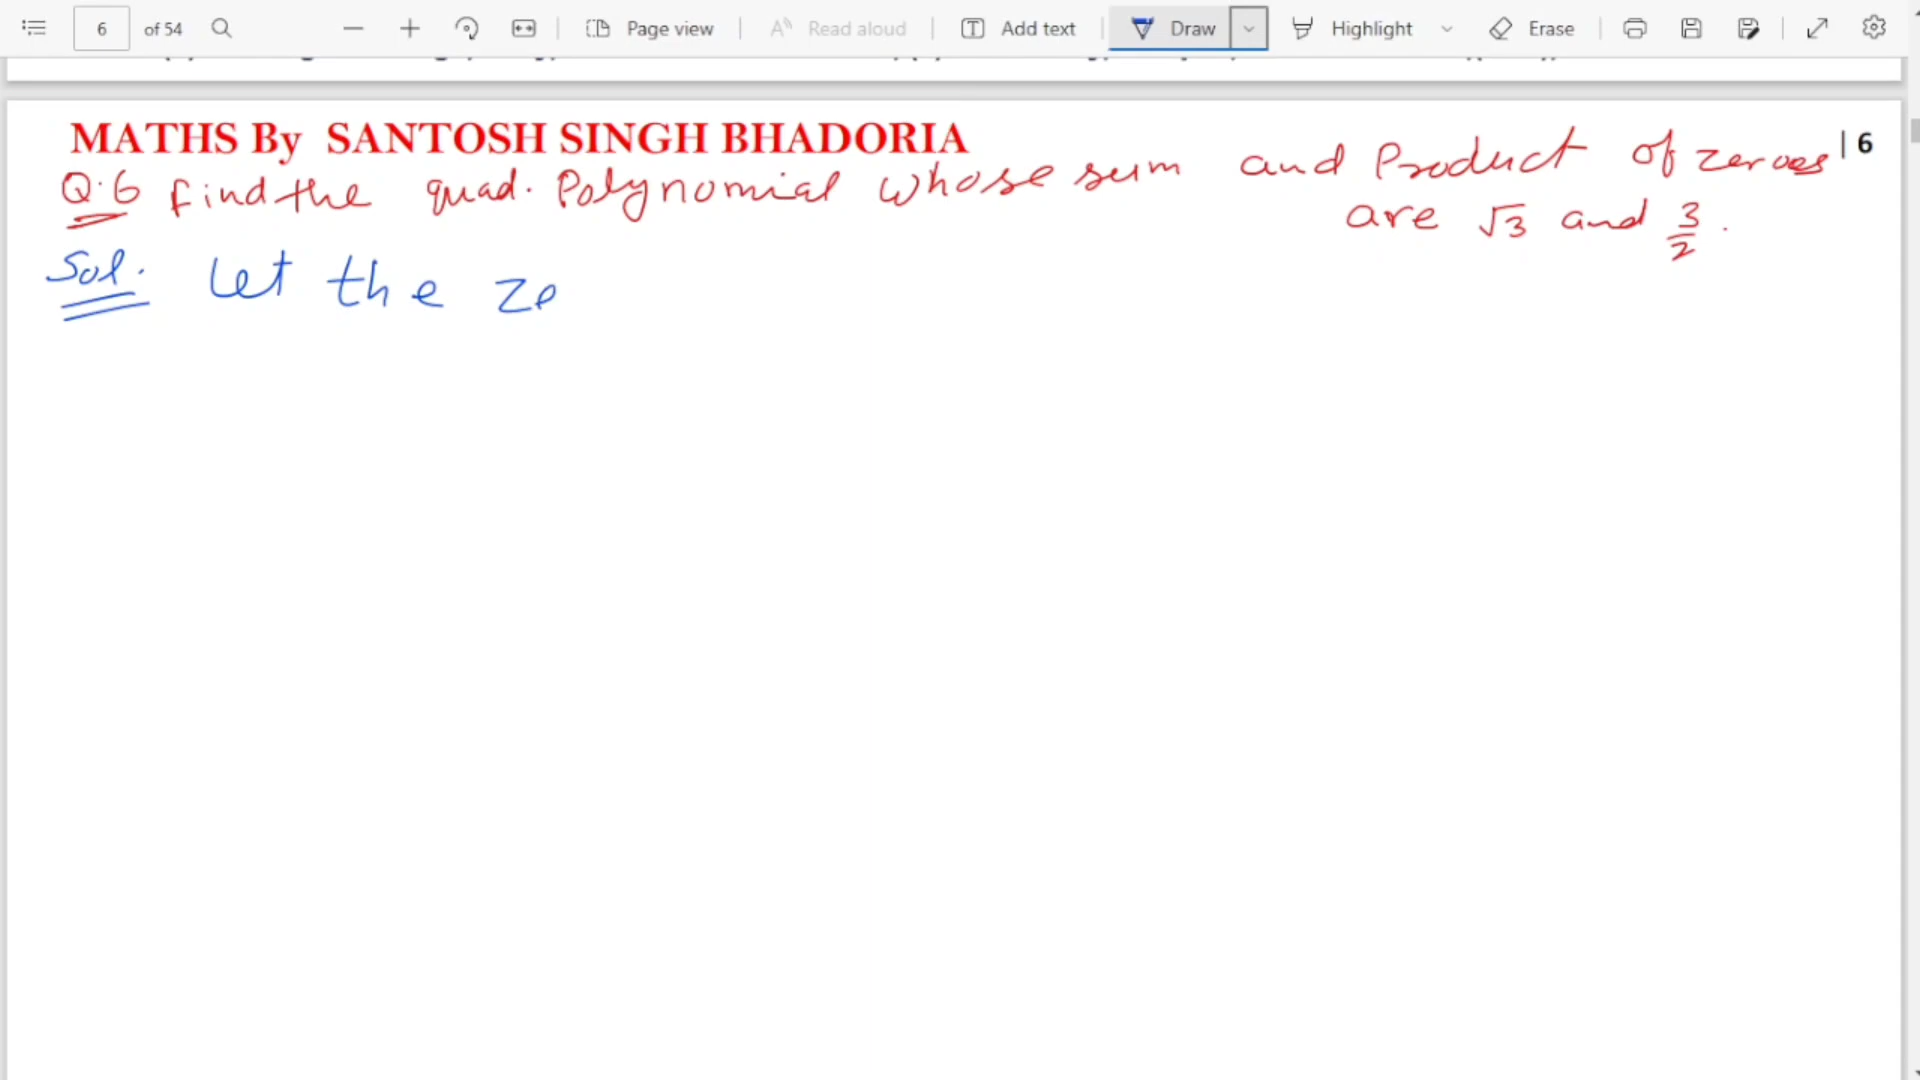 6 of 54 Page view Read aloud Add text Draw Highlight Erase
MATHS By SANTOSH SINGH BHADORIA | 6
Q.6 find the quad. Polynomial whose sum and Product of zeroes
are √3 and 3/2 .
Sol. Let the ze